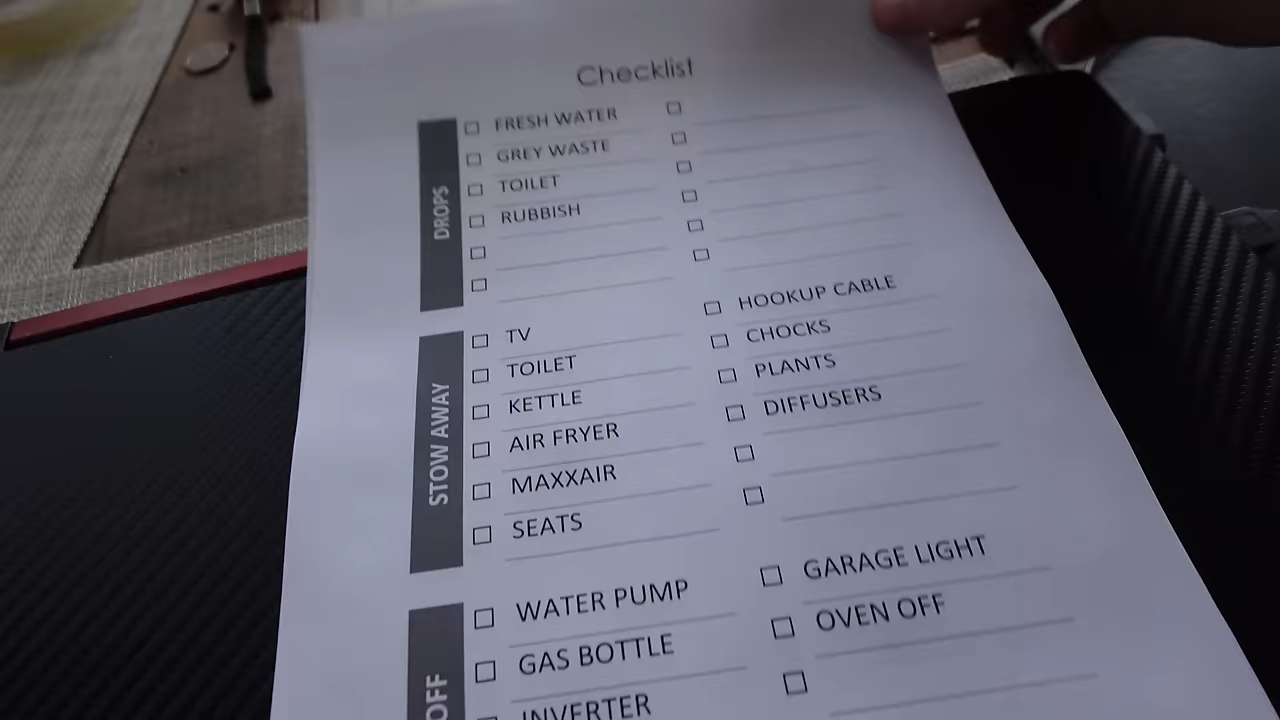 Checklist
DROPS
FRESH WATER
GREY WASTE
TOILET
RUBBISH
STOW AWAY
TV
TOILET
KETTLE
AIR FRYER
MAXXAIR
SEATS
HOOKUP CABLE
CHOCKS
PLANTS
DIFFUSERS
OFF
WATER PUMP
GAS BOTTLE
INVERTER
GARAGE LIGHT
OVEN OFF